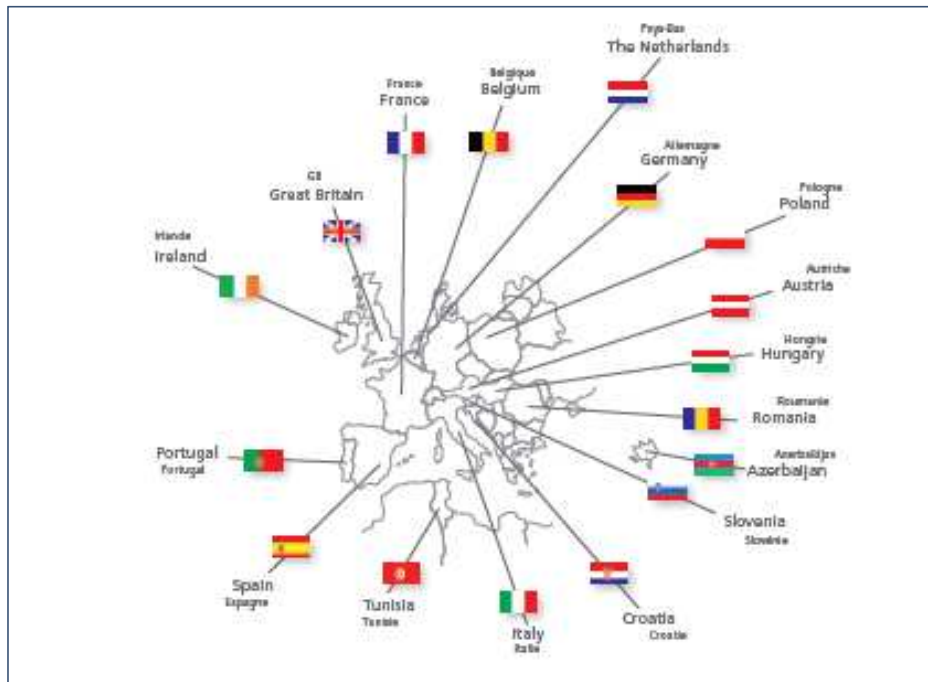 Pays-Bas
The Netherlands
Belgique
Belgium
France
France
Allemagne
Germany
GB
Great Britain
Pologne
Poland
Irlande
Ireland
Autriche
Austria
Hongrie
Hungary
Roumanie
Romania
Portugal
Portugal
Azerbaïdjan
Azerbaijan
Slovenia
Slovénie
Spain
Espagne
Tunisia
Tunisie
Italy
Italie
Croatia
Croatie